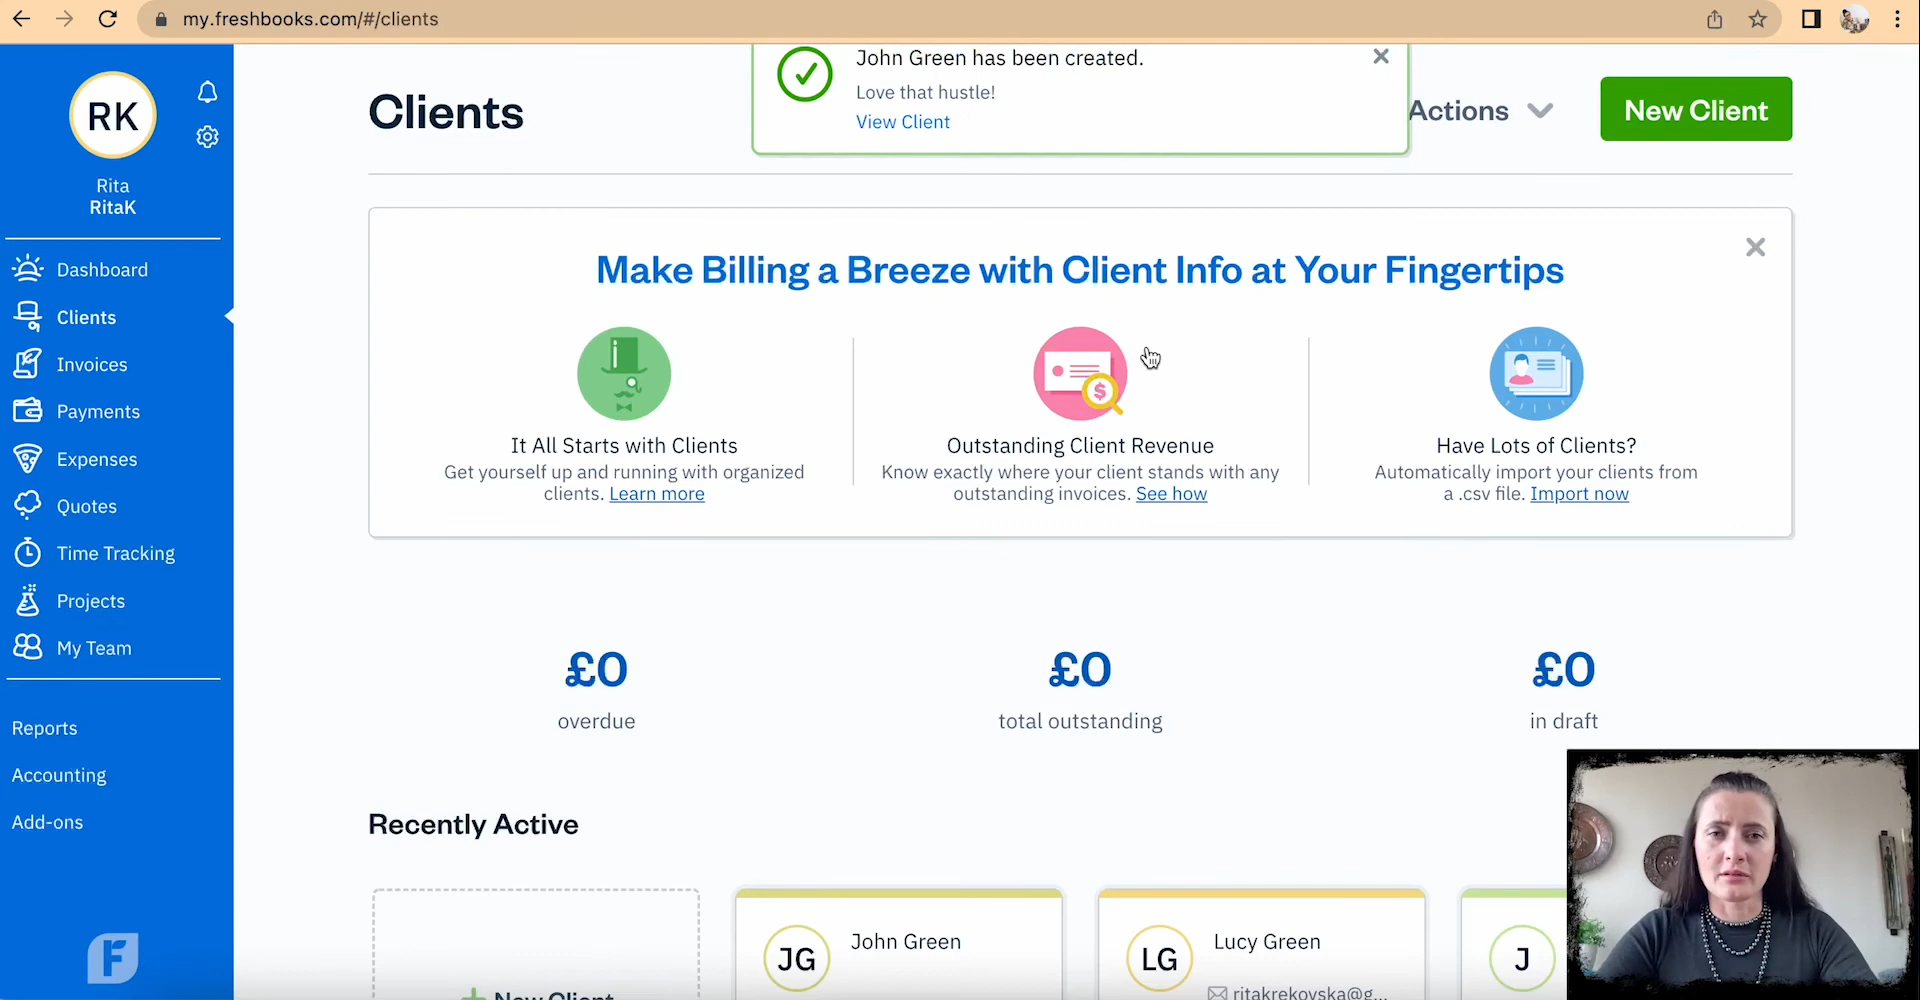 my.freshbooks.com/#/clients
RK
Rita
RitaK
Dashboard
Clients
Invoices
Payments
Expenses
Quotes
Time Tracking
Projects
My Team
Reports
Accounting
Add-ons
F
Clients
John Green has been created.
Love that hustle!
View Client
Actions
New Client
Make Billing a Breeze with Client Info at Your Fingertips
It All Starts with Clients
Get yourself up and running with organized
clients. Learn more
$
Outstanding Client Revenue
Know exactly where your client stands with any
outstanding invoices. See how
Have Lots of Clients?
Automatically import your clients from
a .csv file. Import now
£0
overdue
£0
total outstanding
£0
in draft
Recently Active
New Client
JG
John Green
LG
Lucy Green
ritakrekovska@g...
J